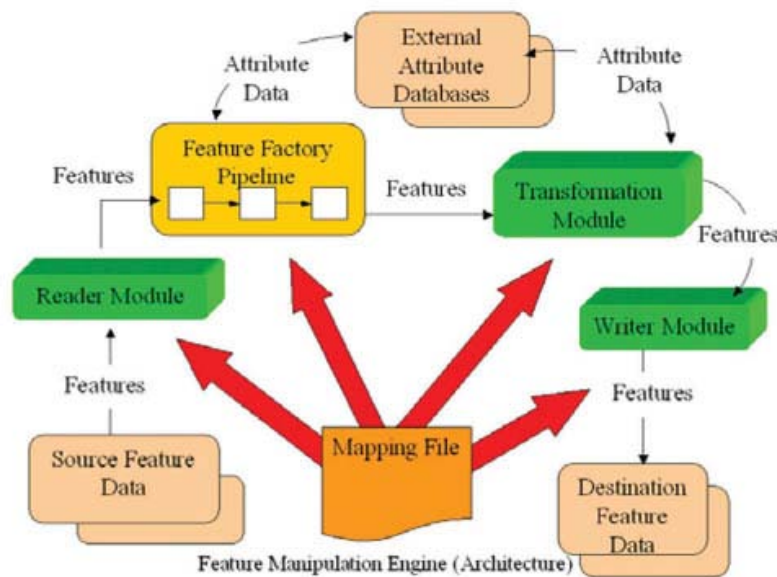 External
Attribute
Databases
Attribute
Data
Attribute
Data
Feature Factory
Pipeline
Features
Features
Transformation
Module
Features
Reader Module
Writer Module
Features
Features
Mapping File
Source Feature
Data
Destination
Feature
Data
Feature Manipulation Engine (Architecture)